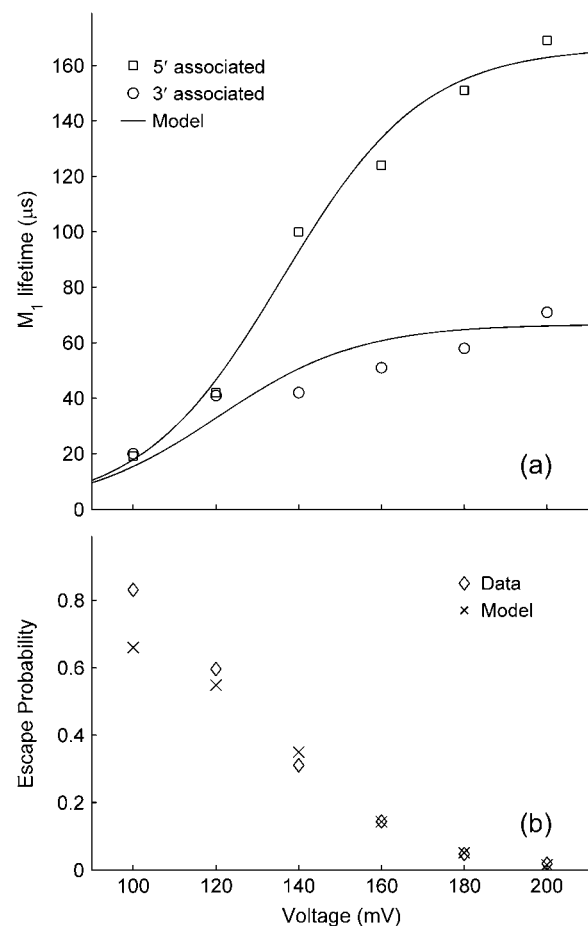 160
140
120
100
80
60
40
20
0
M1 lifetime (μs)
5′ associated
3′ associated
Model
(a)
0.8
0.6
0.4
0.2
0
Escape Probability
Data
Model
(b)
100 120 140 160 180 200
Voltage (mV)